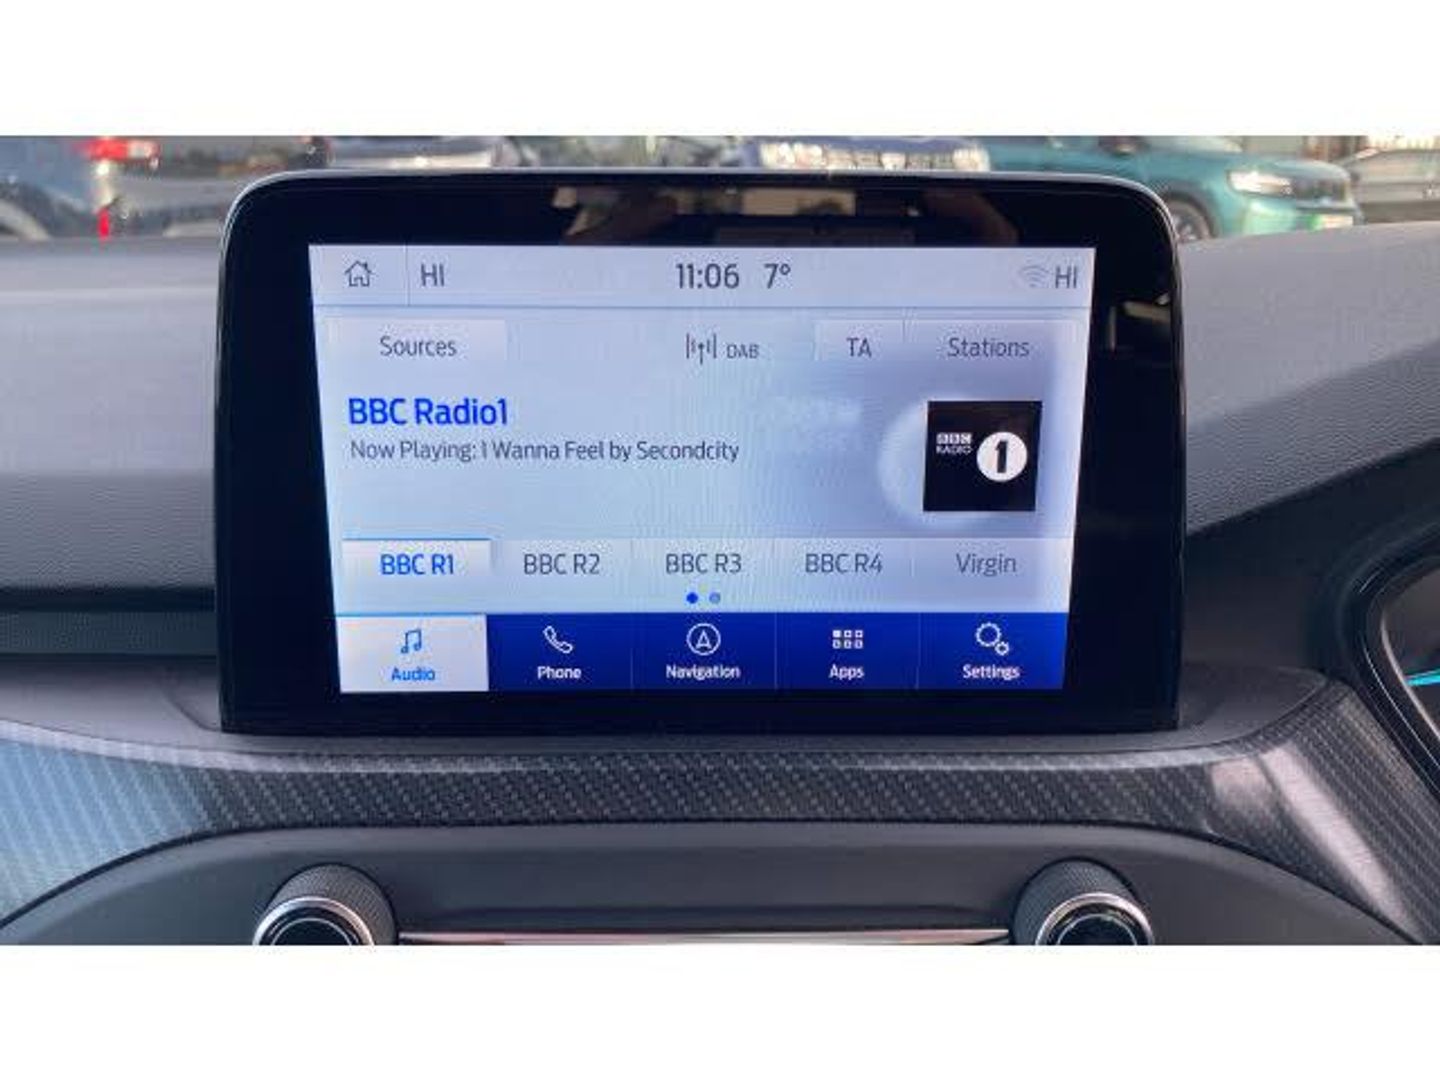 HI 11:06 7° HI
Sources DAB TA Stations
BBC Radio1
Now Playing: I Wanna Feel by Secondcity
BBC RADIO 1
BBC R1 BBC R2 BBC R3 BBC R4 Virgin
Audio Phone Navigation Apps Settings